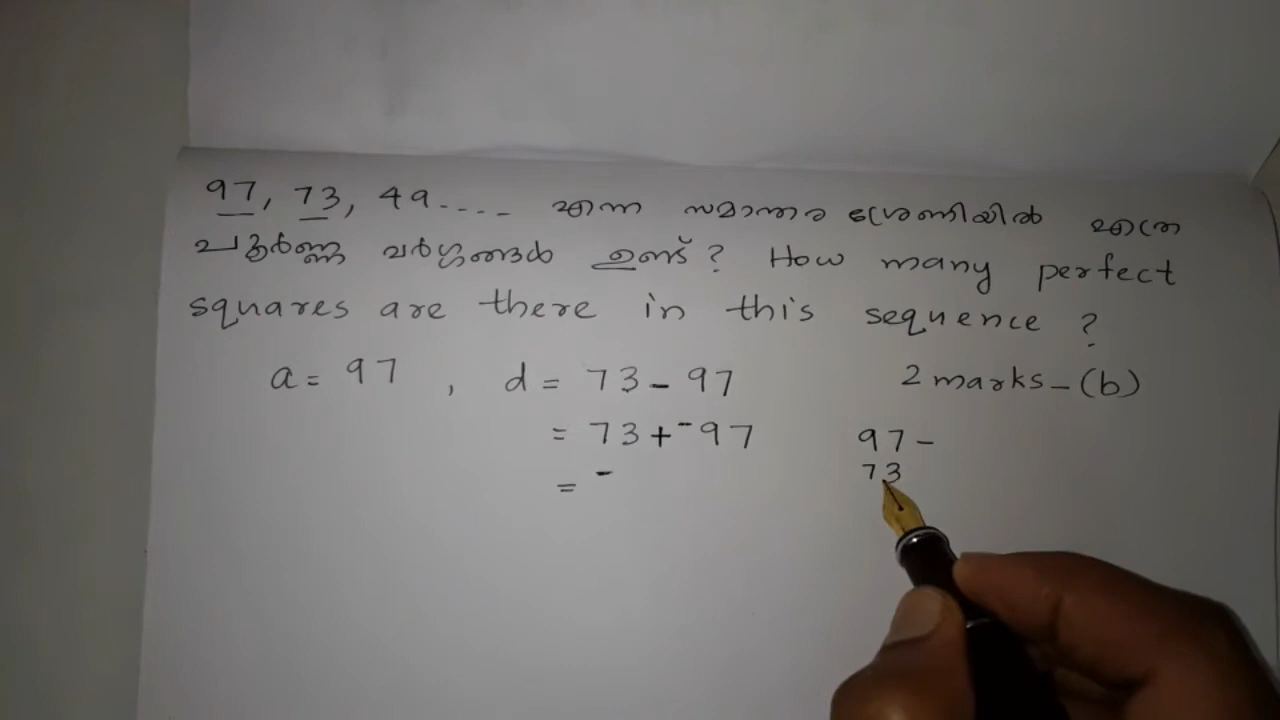 97, 73, 49.... എന്ന സമാന്തര ശ്രേണിയിൽ എത്ര
പൂർണ്ണ വർഗ്ഗങ്ങൾ ഉണ്ട്? How many perfect
squares are there in this sequence ?
a = 97 , d = 73 - 97 2 marks - (b)
= 73 + -97 97 -
= - 73